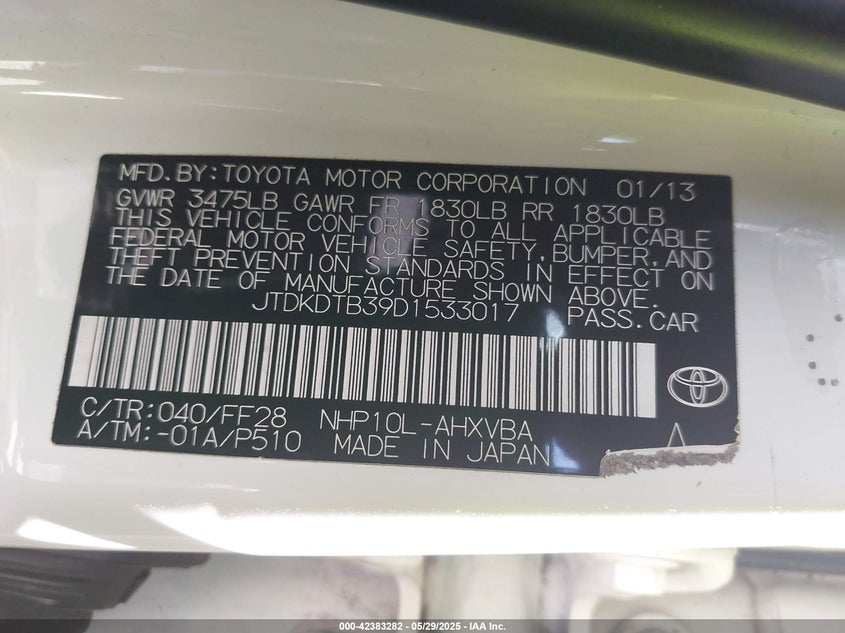 MFD.BY:TOYOTA MOTOR CORPORATION 01/13
GVWR 3475LB GAWR FR 1830LB RR 1830LB
THIS VEHICLE CONFORMS TO ALL APPLICABLE
FEDERAL MOTOR VEHICLE SAFETY,BUMPER,AND
THEFT PREVENTION STANDARDS IN EFFECT ON
THE DATE OF MANUFACTURE SHOWN ABOVE.
JTDKDTB39D1533017 PASS.CAR
C/TR:040/FF28 NHP10L-AHXVBA
A/TM:-01A/P510 MADE IN JAPAN
000-42383282 - 05/29/2025 - IAA Inc.